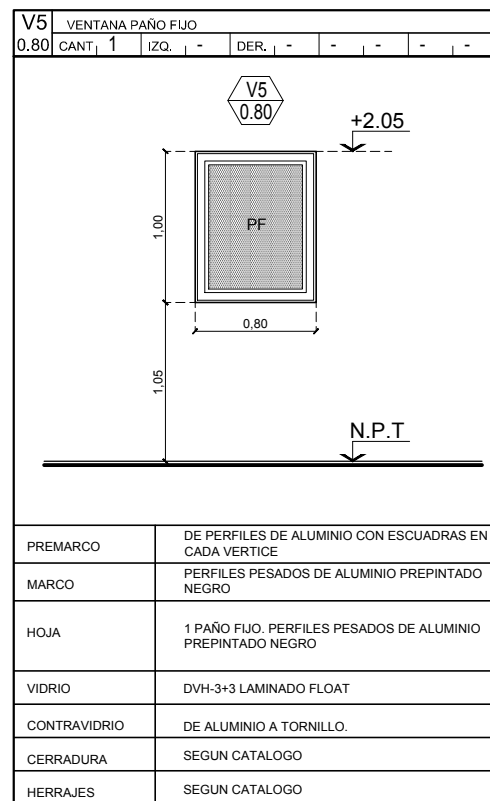 V5 VENTANA PAÑO FIJO
0.80 CANT 1 IZQ. - DER. - - - - -
V5
0.80
+2.05
1,00
PF
0,80
1,05
N.P.T
PREMARCO DE PERFILES DE ALUMINIO CON ESCUADRAS EN
CADA VERTICE
MARCO PERFILES PESADOS DE ALUMINIO PREPINTADO
NEGRO
HOJA 1 PAÑO FIJO. PERFILES PESADOS DE ALUMINIO
PREPINTADO NEGRO
VIDRIO DVH-3+3 LAMINADO FLOAT
CONTRAVIDRIO DE ALUMINIO A TORNILLO.
CERRADURA SEGUN CATALOGO
HERRAJES SEGUN CATALOGO